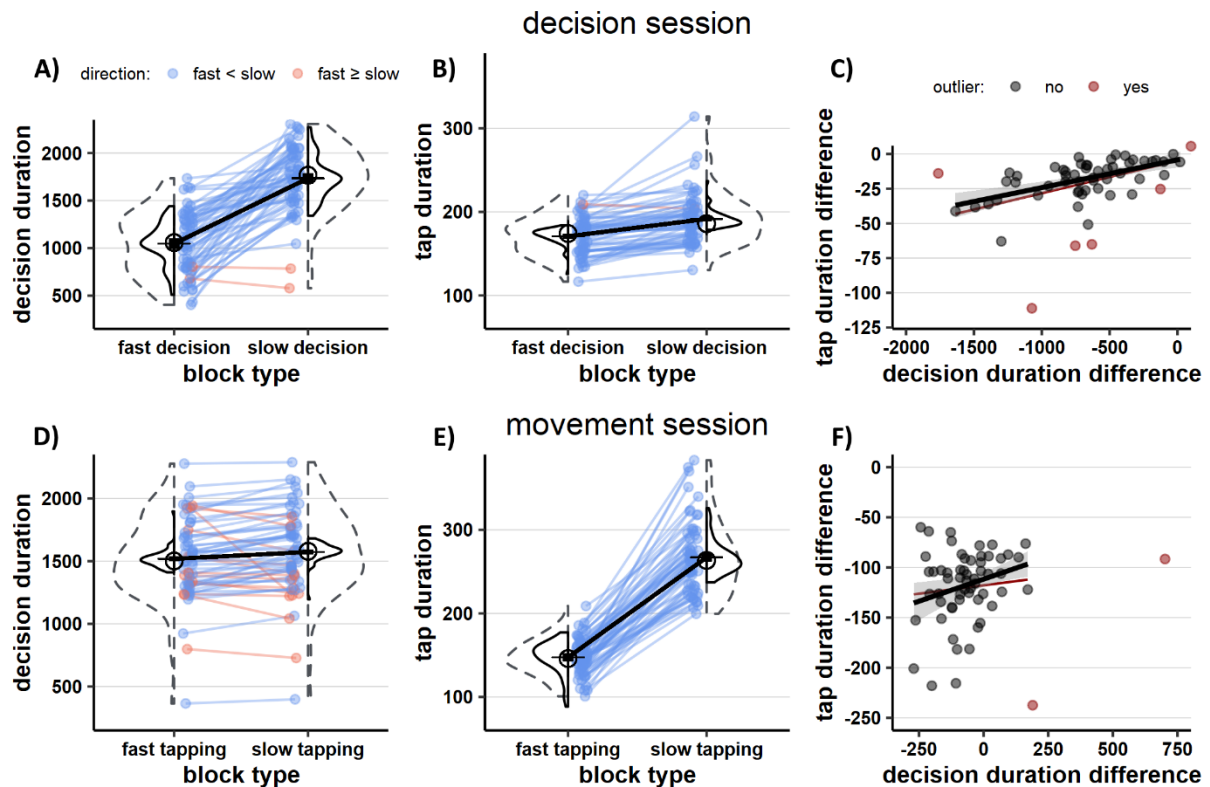 decision session
A)
direction: fast < slow fast ≥ slow
decision duration
2000
1500
1000
500
fast decision slow decision
block type
B)
tap duration
300
200
100
fast decision slow decision
block type
C)
outlier: no yes
tap duration difference
0
-25
-50
-75
-100
-125
-2000 -1500 -1000 -500 0
decision duration difference
movement session
D)
decision duration
2000
1500
1000
500
fast tapping slow tapping
block type
E)
tap duration
300
200
100
fast tapping slow tapping
block type
F)
tap duration difference
0
-50
-100
-150
-200
-250
-250 0 250 500 750
decision duration difference